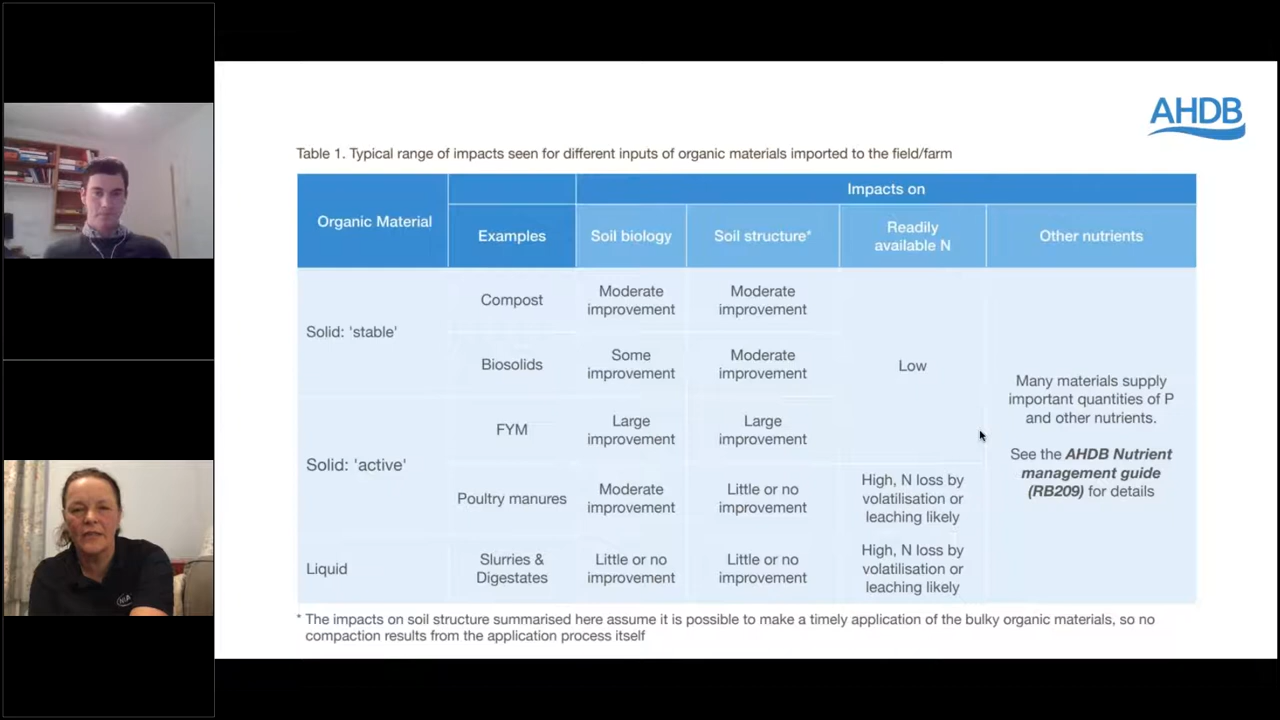 AHDB
Table 1. Typical range of impacts seen for different inputs of organic materials imported to the field/farm
Organic Material
Impacts on
Examples
Soil biology
Soil structure*
Readily
available N
Other nutrients
Solid: 'stable'
Compost
Moderate
improvement
Moderate
improvement
Biosolids
Some
improvement
Moderate
improvement
Low
Solid: 'active'
FYM
Large
improvement
Large
improvement
Poultry manures
Moderate
improvement
Little or no
improvement
High, N loss by
volatilisation or
leaching likely
Liquid
Slurries &
Digestates
Little or no
improvement
Little or no
improvement
High, N loss by
volatilisation or
leaching likely
Many materials supply
important quantities of P
and other nutrients.
See the AHDB Nutrient
management guide
(RB209) for details
* The impacts on soil structure summarised here assume it is possible to make a timely application of the bulky organic materials, so no
compaction results from the application process itself